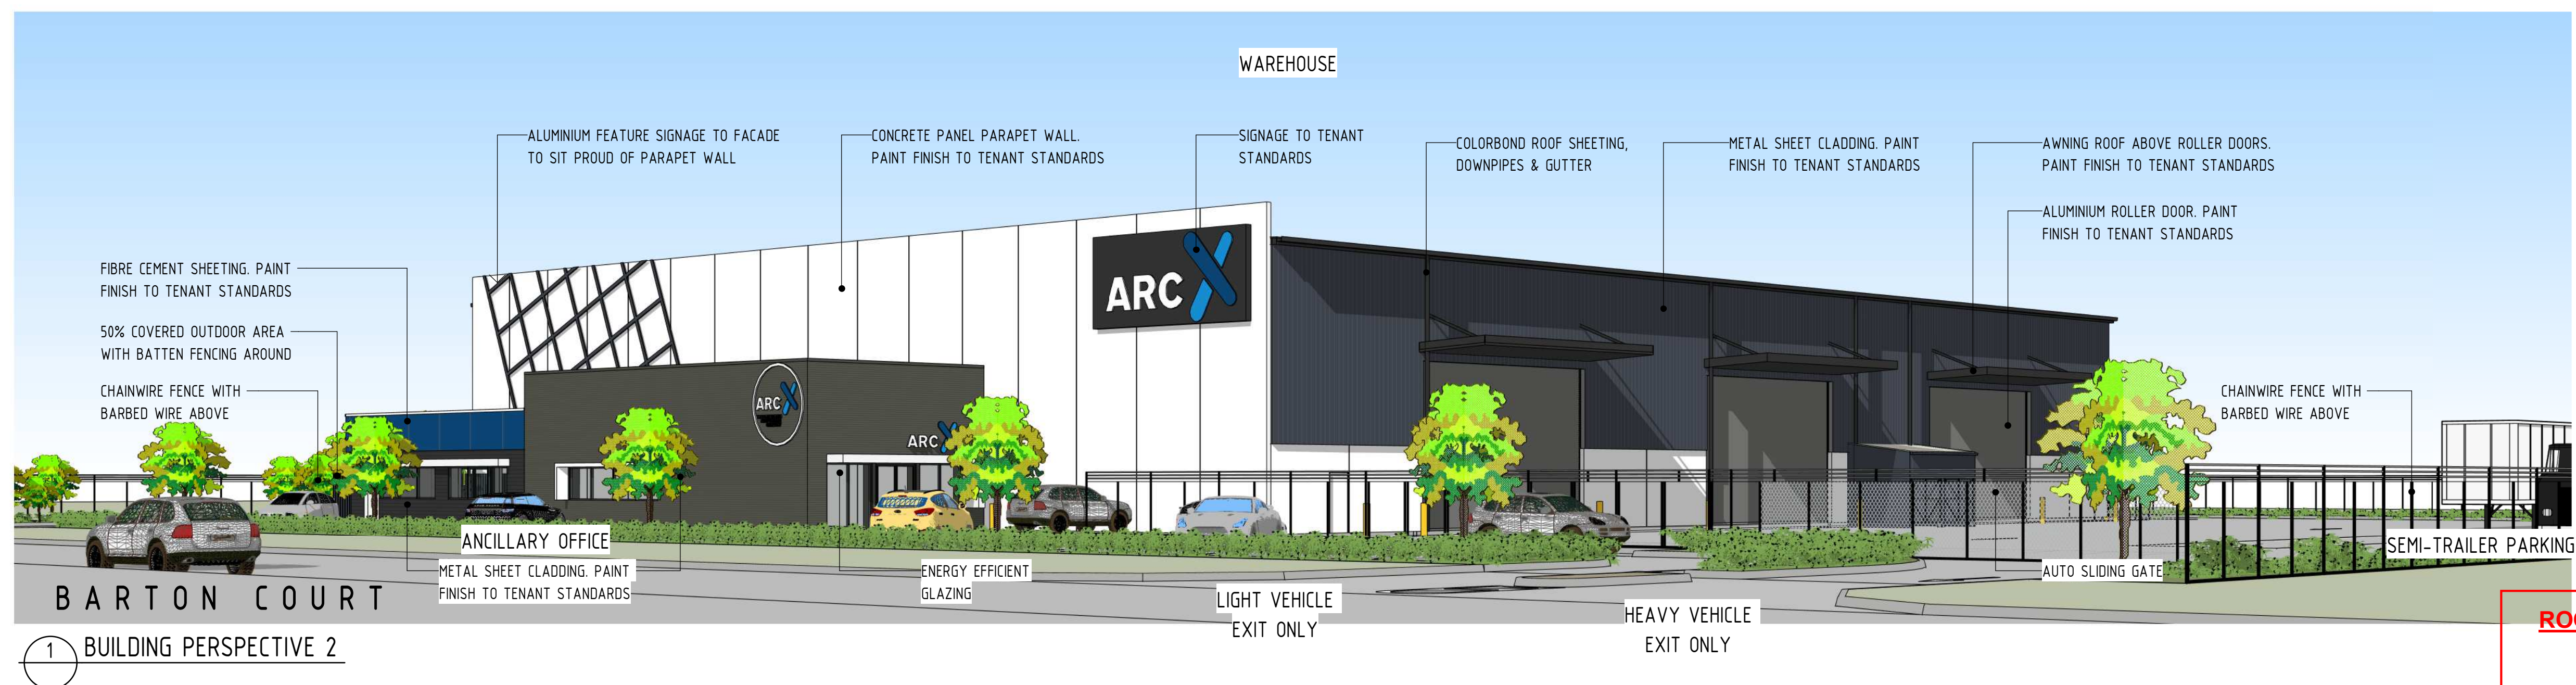 WAREHOUSE
ALUMINIUM FEATURE SIGNAGE TO FACADE
TO SIT PROUD OF PARAPET WALL
CONCRETE PANEL PARAPET WALL.
PAINT FINISH TO TENANT STANDARDS
SIGNAGE TO TENANT
STANDARDS
COLORBOND ROOF SHEETING,
DOWNPIPES & GUTTER
METAL SHEET CLADDING. PAINT
FINISH TO TENANT STANDARDS
AWNING ROOF ABOVE ROLLER DOORS.
PAINT FINISH TO TENANT STANDARDS
ALUMINIUM ROLLER DOOR. PAINT
FINISH TO TENANT STANDARDS
FIBRE CEMENT SHEETING. PAINT
FINISH TO TENANT STANDARDS
50% COVERED OUTDOOR AREA
WITH BATTEN FENCING AROUND
CHAINWIRE FENCE WITH
BARBED WIRE ABOVE
ARC X
ARC X
ARC X
CHAINWIRE FENCE WITH
BARBED WIRE ABOVE
ANCILLARY OFFICE
METAL SHEET CLADDING. PAINT
FINISH TO TENANT STANDARDS
ENERGY EFFICIENT
GLAZING
SEMI-TRAILER PARKING
AUTO SLIDING GATE
BARTON COURT
LIGHT VEHICLE
EXIT ONLY
HEAVY VEHICLE
EXIT ONLY
1 BUILDING PERSPECTIVE 2